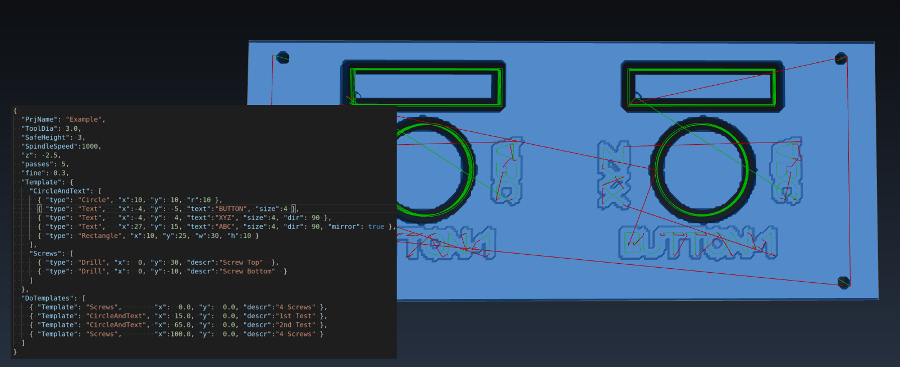 {
"PrjName": "Example",
"ToolDia": 3.0,
"SafeHeight": 3,
"SpindleSpeed":1000,
"z": -2.5,
"passes": 5,
"fine": 0.3,
"Template": {
"CircleAndText": [
{ "type": "Circle", "x":10, "y": 10, "r":10 },
{ "type": "Text", "x":-4, "y": -5, "text":"BUTTON", "size":4 },
{ "type": "Text", "x":-4, "y": 4, "text":"XYZ", "size":4, "dir": 90 },
{ "type": "Text", "x":27, "y": 15, "text":"ABC", "size":4, "dir": 90, "mirror": true },
{ "type": "Rectangle", "x":10, "y":25, "w":30, "h":10 }
],
"Screws": [
{ "type": "Drill", "x": 0, "y": 30, "descr":"Screw Top" },
{ "type": "Drill", "x": 0, "y":-10, "descr":"Screw Bottom" }
]
},
"DoTemplates": [
{ "Template": "Screws", "x": 0.0, "y": 0.0, "descr":"4 Screws" },
{ "Template": "CircleAndText", "x": 15.0, "y": 0.0, "descr":"1st Test" },
{ "Template": "CircleAndText", "x": 65.0, "y": 0.0, "descr":"2nd Test" },
{ "Template": "Screws", "x":100.0, "y": 0.0, "descr":"4 Screws" }
]
}
XYZ
BUTTON